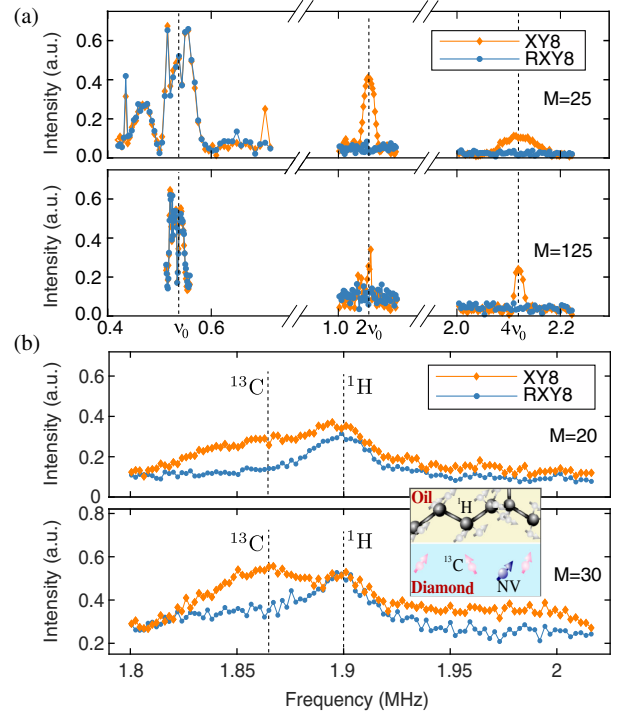 (a)
Intensity (a.u.)
0.6
0.4
0.2
0.0
XY8
RXY8
M=25
Intensity (a.u.)
0.6
0.4
0.2
0.0
M=125
0.4 ν₀ 0.6 1.0 2ν₀ 2.0 4ν₀ 2.2
(b)
Intensity (a.u.)
0.6
0.4
0.2
0
¹³C ¹H
XY8
RXY8
M=20
Intensity (a.u.)
0.8
0.6
0.4
0.2
¹³C ¹H
Oil
¹H
¹³C
NV
Diamond
M=30
1.8 1.85 1.9 1.95 2
Frequency (MHz)